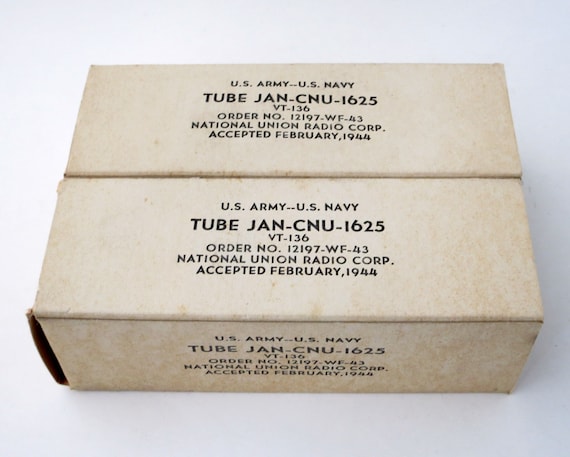 U.S. ARMY--U.S. NAVY
TUBE JAN-CNU-1625
VT-136
ORDER NO. 12197-WF-43
NATIONAL UNION RADIO CORP.
ACCEPTED FEBRUARY,1944
U.S. ARMY--U.S. NAVY
TUBE JAN-CNU-1625
VT-136
ORDER NO. 12197-WF-43
NATIONAL UNION RADIO CORP.
ACCEPTED FEBRUARY,1944
U.S. ARMY--U.S. NAVY
TUBE JAN-CNU-1625
VT-136
ORDER NO. 12197-WF-43
NATIONAL UNION RADIO CORP.
ACCEPTED FEBRUARY,1944